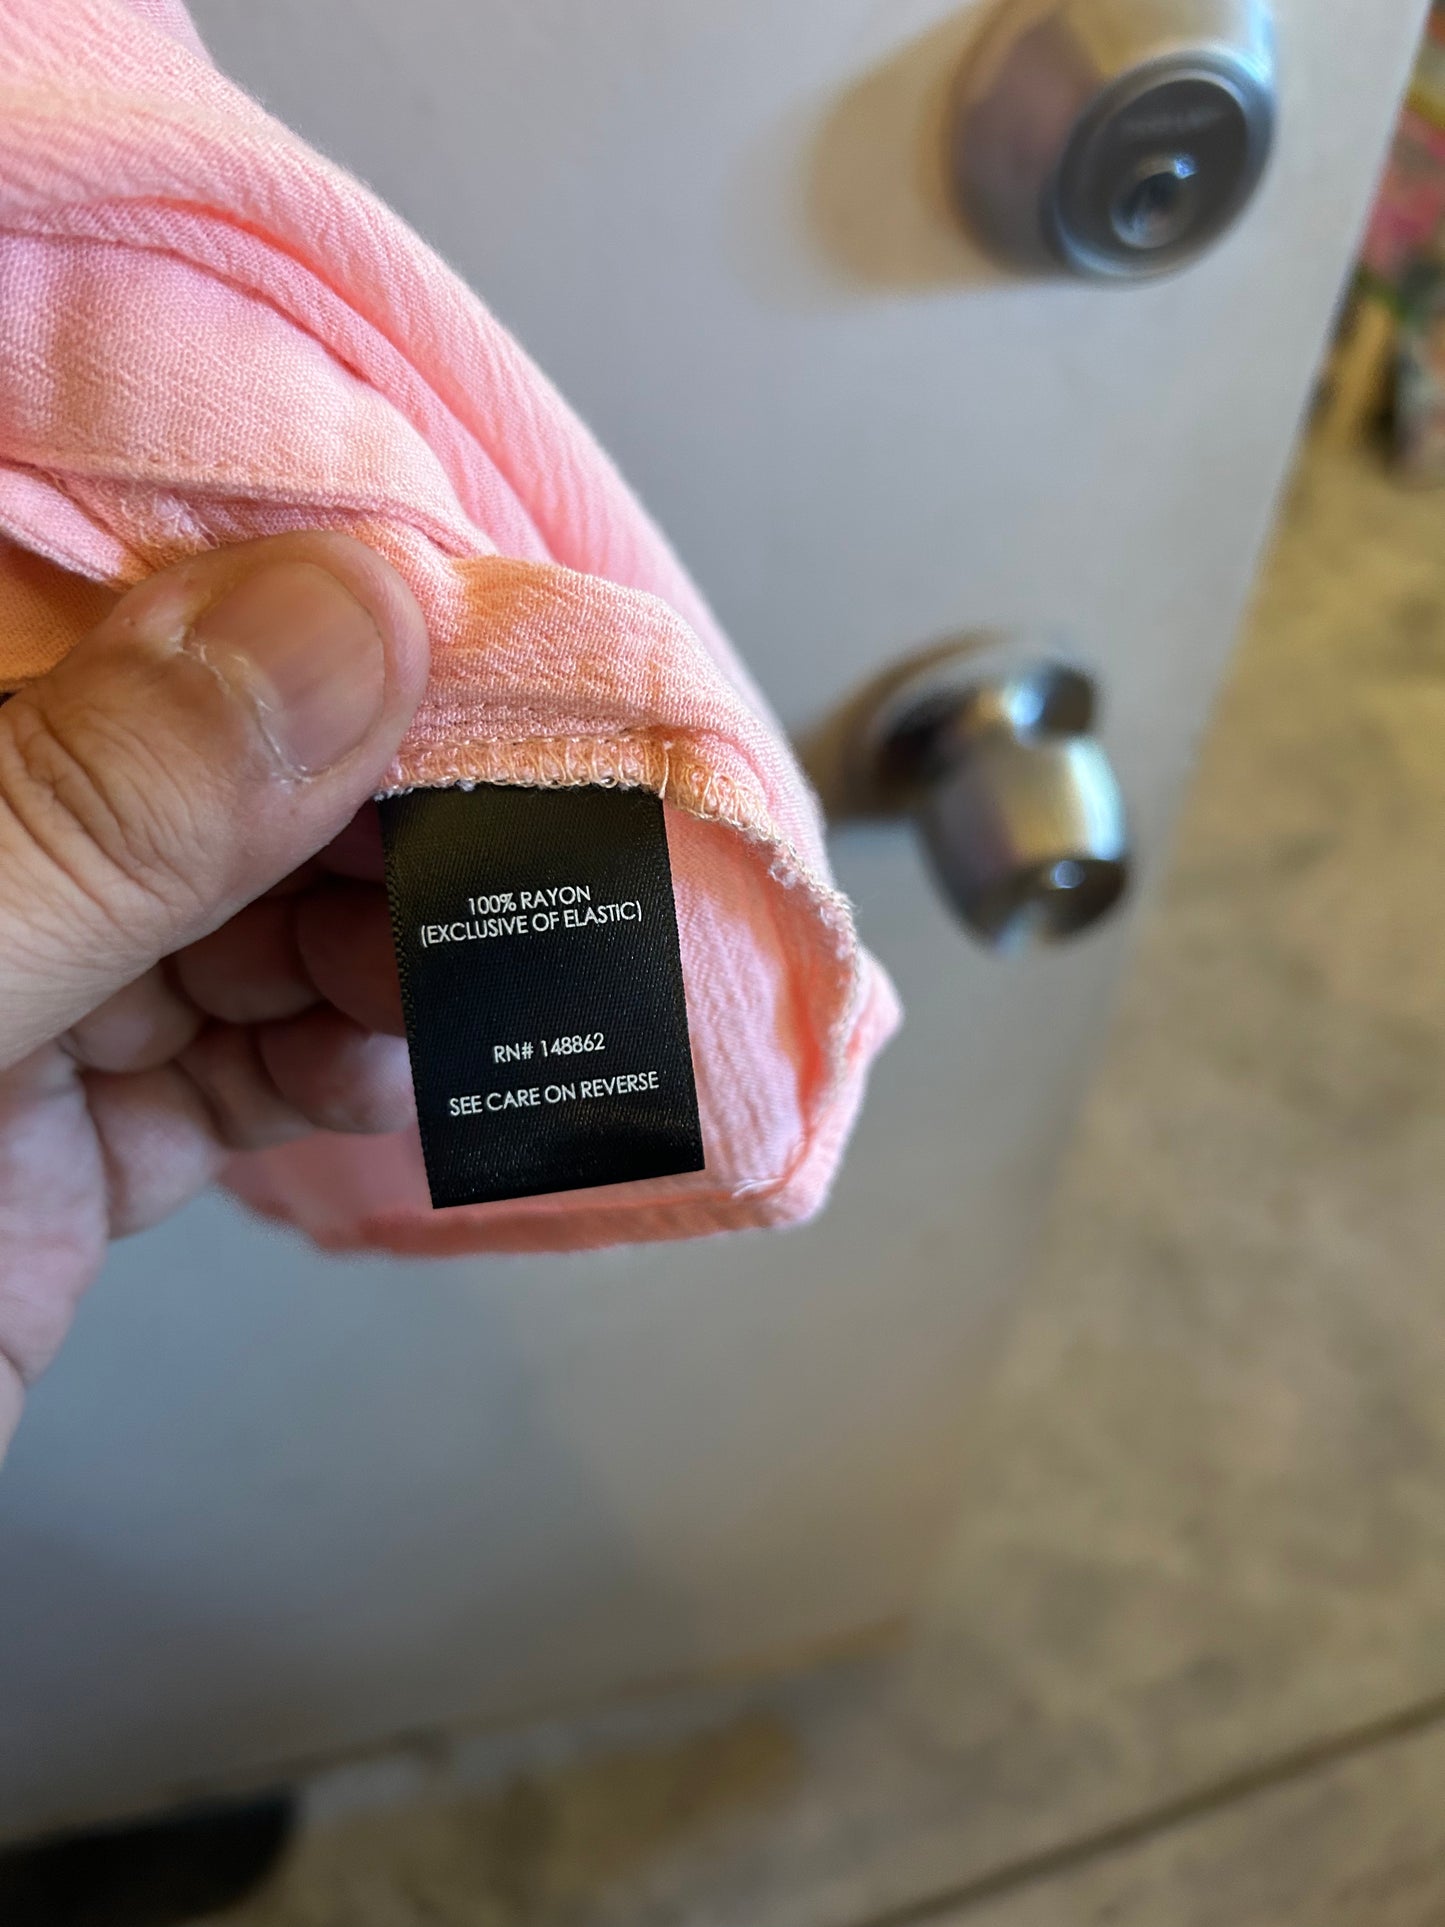 100% RAYON
(EXCLUSIVE OF ELASTIC)
RN# 148862
SEE CARE ON REVERSE